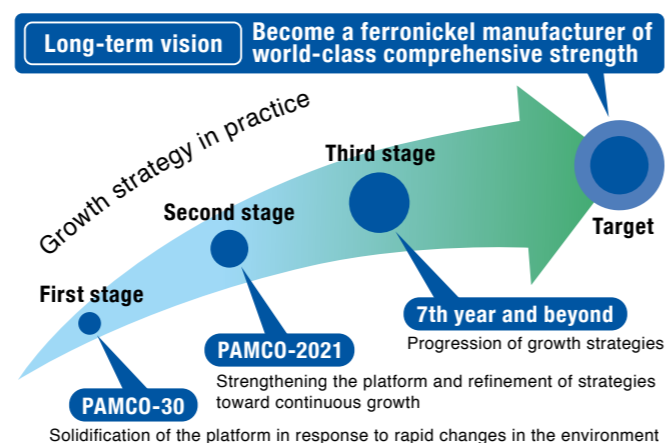 Long-term vision
Become a ferronickel manufacturer of
world-class comprehensive strength
Growth strategy in practice
Third stage
Second stage
Target
First stage
7th year and beyond
Progression of growth strategies
PAMCO-2021
Strengthening the platform and refinement of strategies
toward continuous growth
PAMCO-30
Solidification of the platform in response to rapid changes in the environment